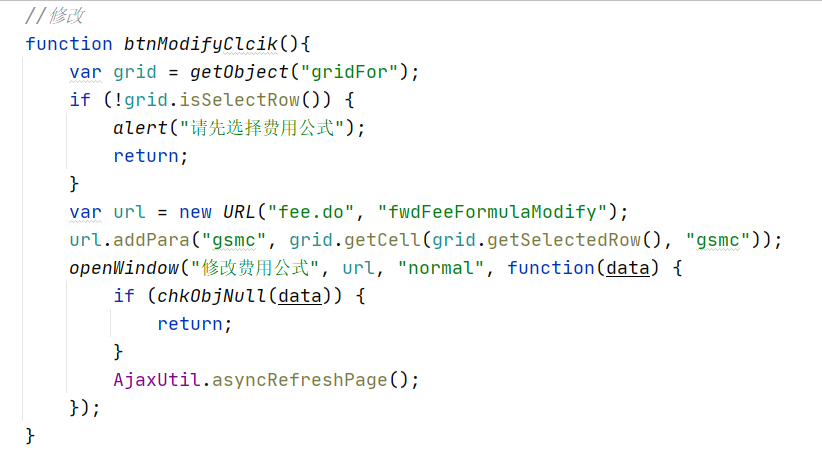 //修改
function btnModifyClcik(){
    var grid = getObject("gridFor");
    if (!grid.isSelectRow()) {
        alert("请先选择费用公式");
        return;
    }
    var url = new URL("fee.do", "fwdFeeFormulaModify");
    url.addPara("gsmc", grid.getCell(grid.getSelectedRow(), "gsmc"));
    openWindow("修改费用公式", url, "normal", function(data) {
        if (chkObjNull(data)) {
            return;
        }
        AjaxUtil.asyncRefreshPage();
    });
}